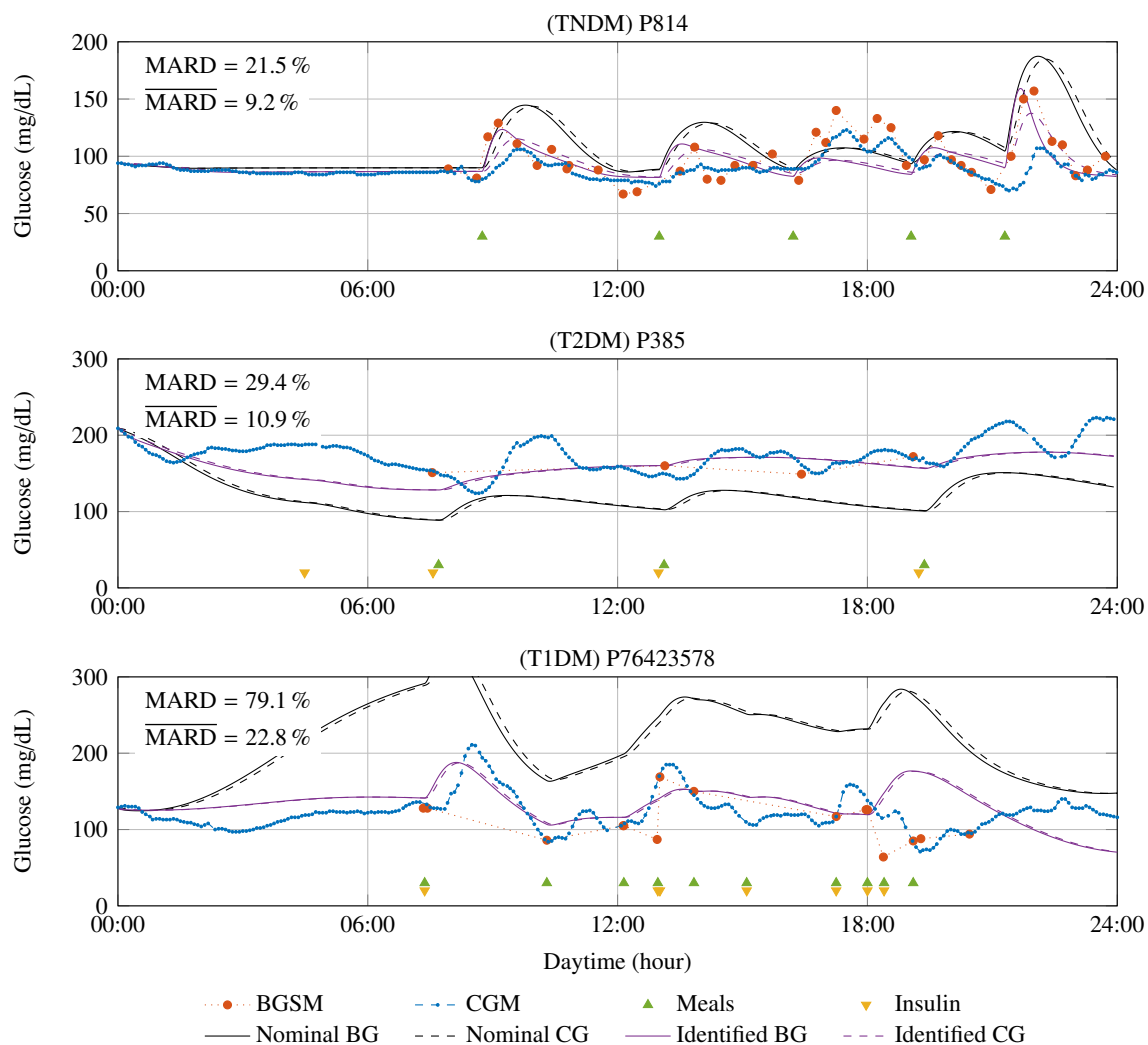 (TNDM) P814
200
MARD = 21.5 %
150
MARD = 9.2 %
100
50
0
Glucose (mg/dL)
00:00 06:00 12:00 18:00 24:00
(T2DM) P385
300
MARD = 29.4 %
MARD = 10.9 %
200
100
0
Glucose (mg/dL)
00:00 06:00 12:00 18:00 24:00
(T1DM) P76423578
300
MARD = 79.1 %
MARD = 22.8 %
200
100
0
Glucose (mg/dL)
00:00 06:00 12:00 18:00 24:00
Daytime (hour)
BGSM CGM Meals Insulin
Nominal BG Nominal CG Identified BG Identified CG